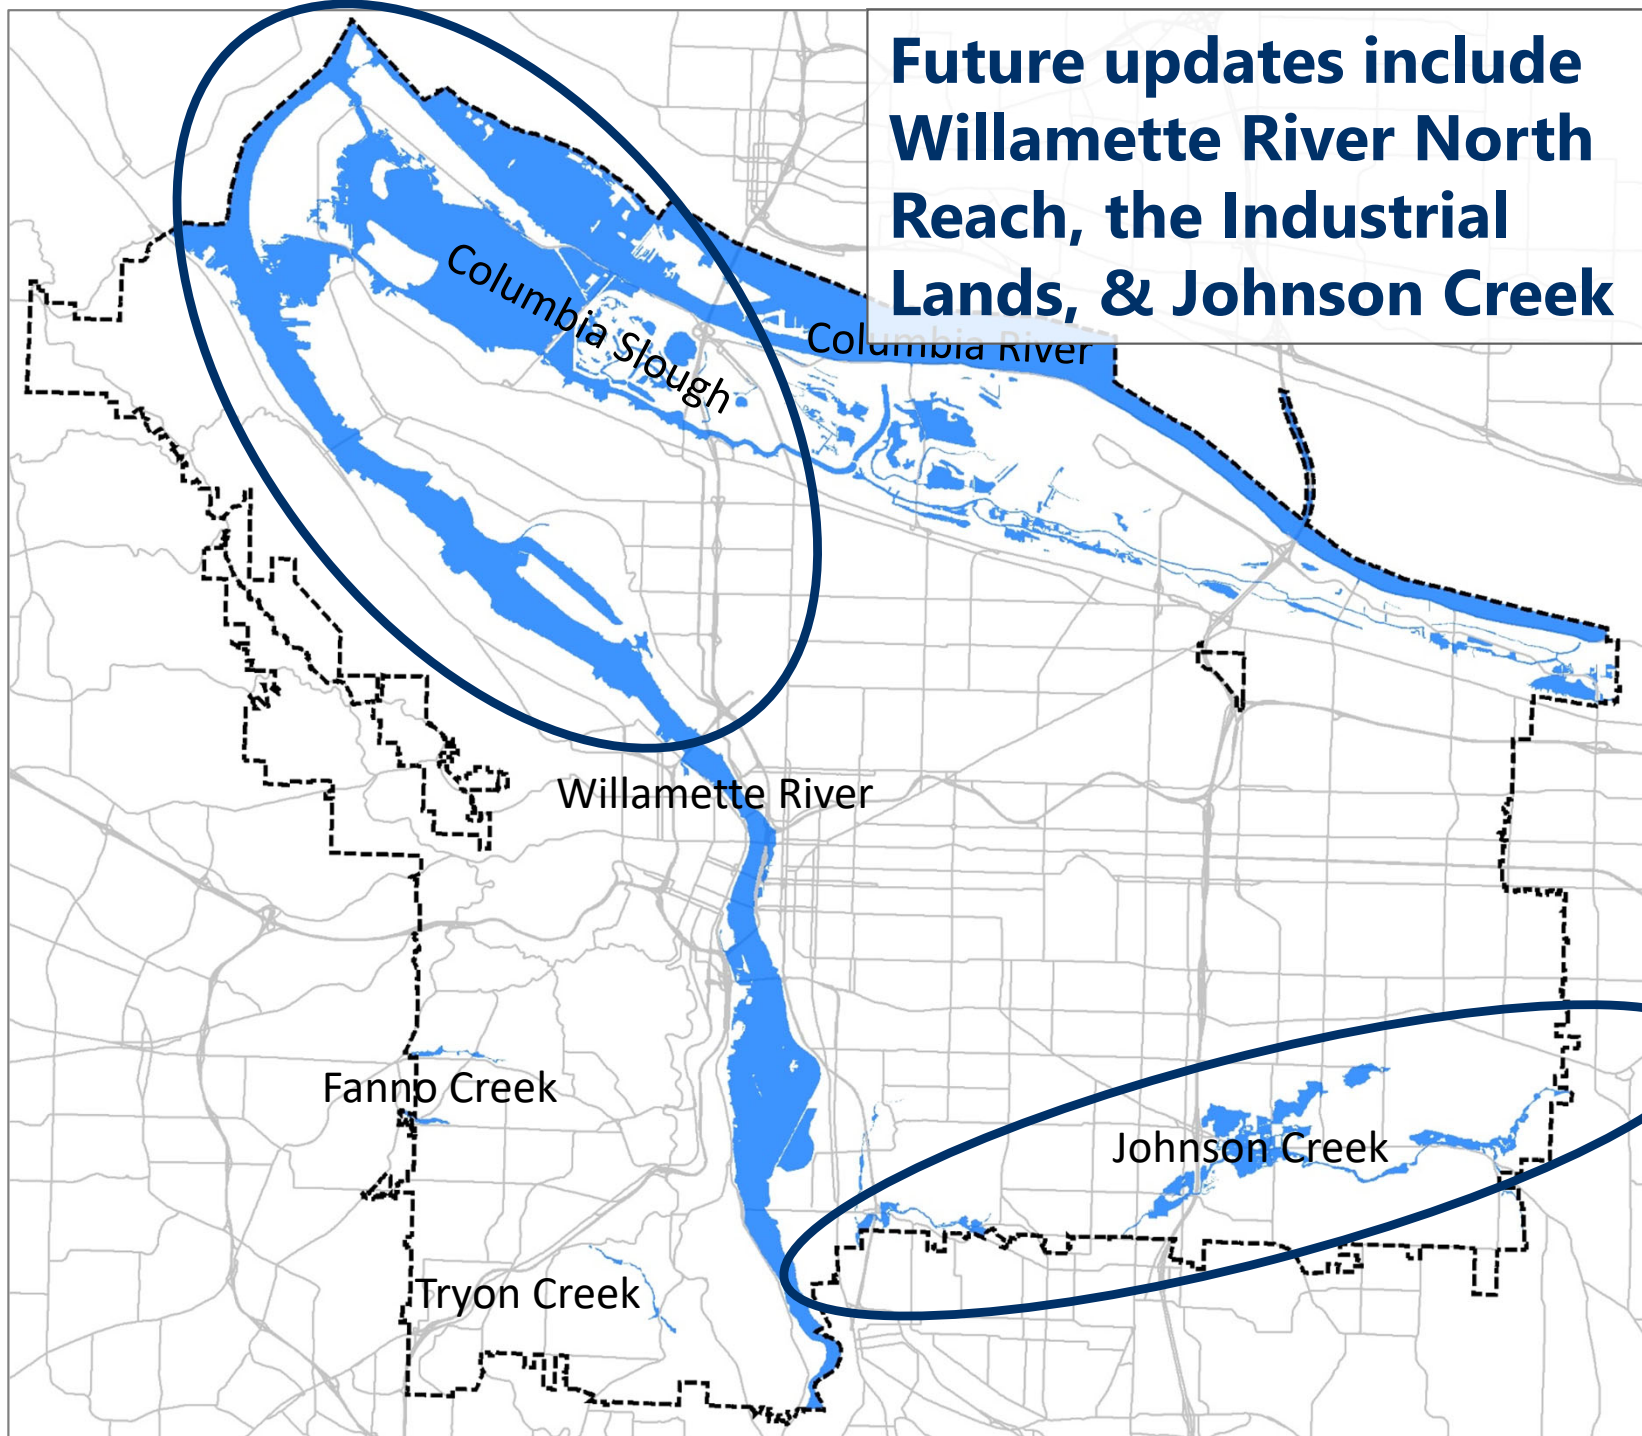 Future updates include
Willamette River North
Reach, the Industrial
Lands, & Johnson Creek
Columbia Slough
Columbia River
Willamette River
Fanno Creek
Johnson Creek
Tryon Creek